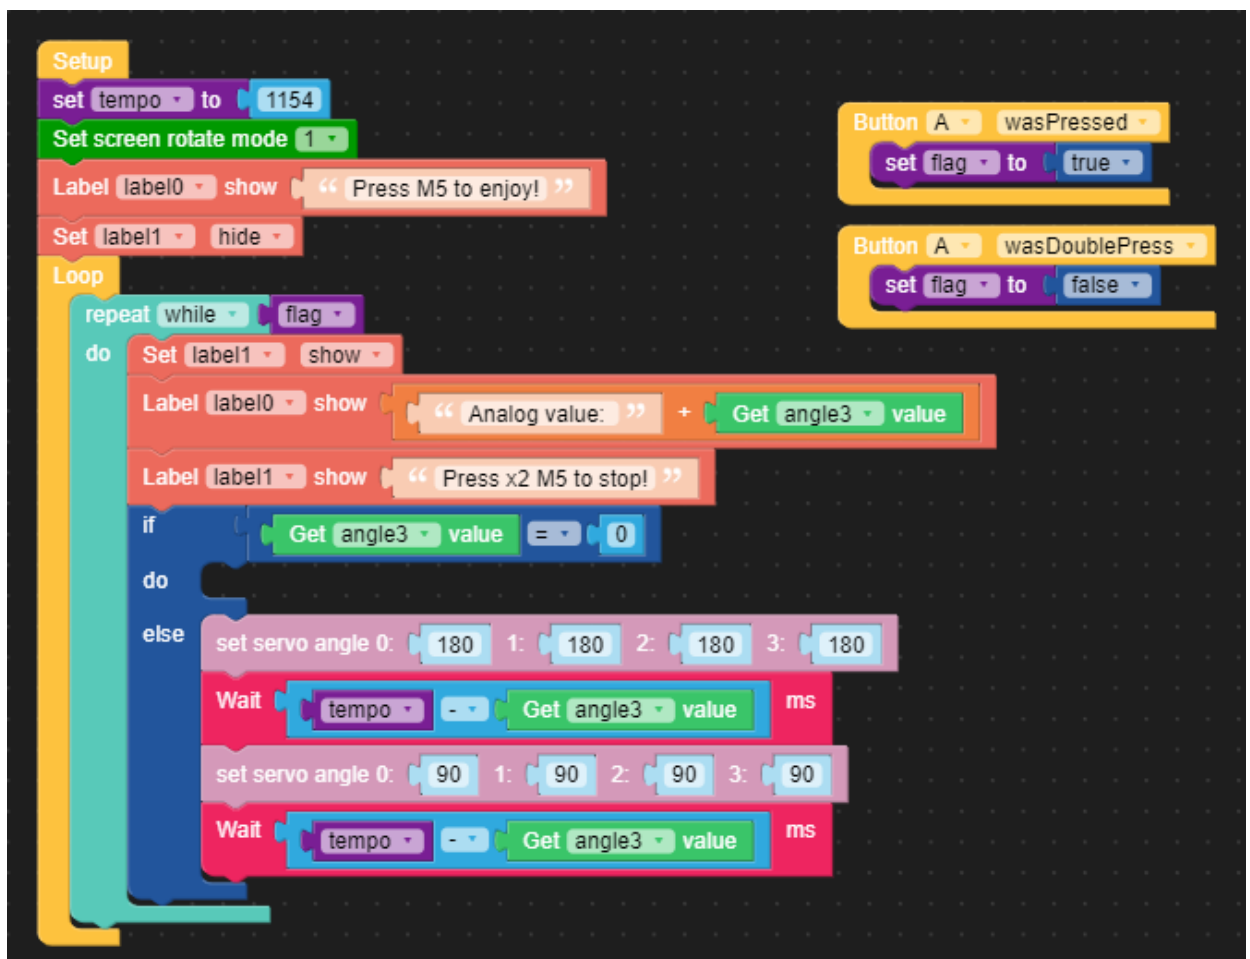 Setup
set tempo to 1154
Set screen rotate mode 1
Label label0 show “ Press M5 to enjoy! ”
Set label1 hide
Loop
repeat while flag
do Set label1 show
Label label0 show “ Analog value: ” + Get angle3 value
Label label1 show “ Press x2 M5 to stop! ”
if Get angle3 value = 0
do
else set servo angle 0: 180 1: 180 2: 180 3: 180
Wait tempo - Get angle3 value ms
set servo angle 0: 90 1: 90 2: 90 3: 90
Wait tempo - Get angle3 value ms
Button A wasPressed
set flag to true
Button A wasDoublePress
set flag to false